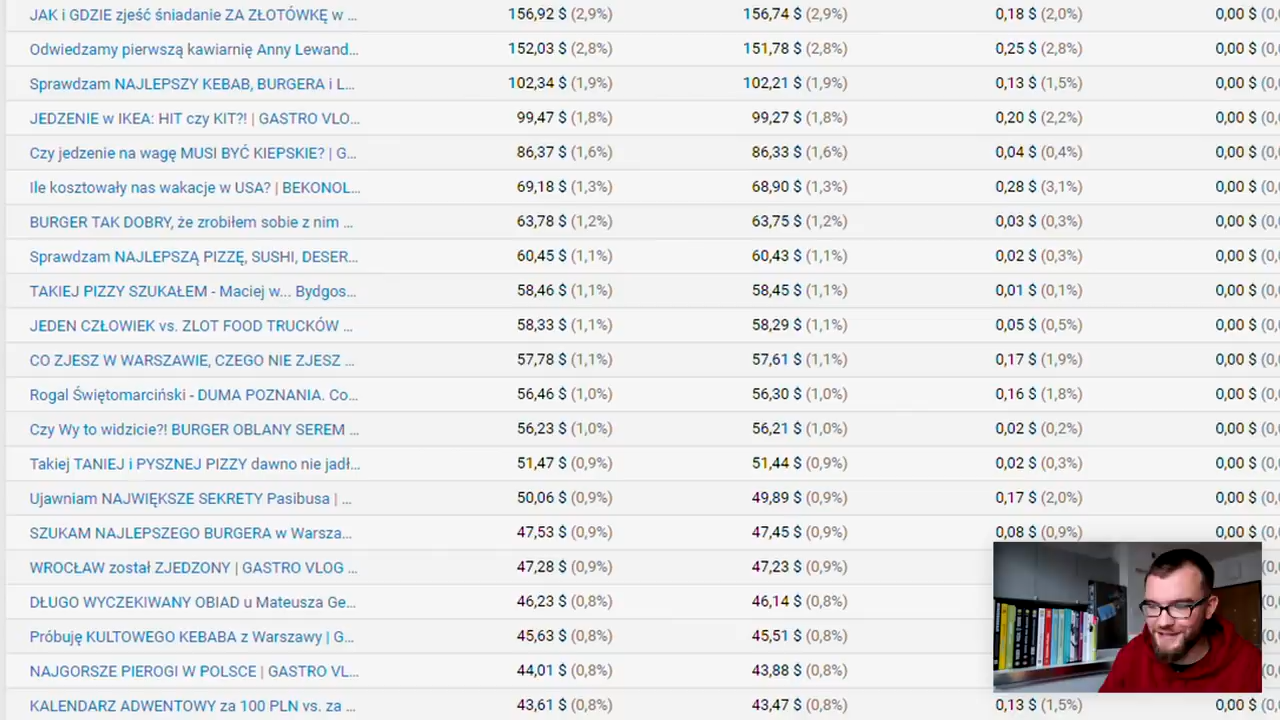 JAK i GDZIE zjeść śniadanie ZA ZŁOTÓWKĘ w ... 156,92 $ (2,9%) 156,74 $ (2,9%) 0,18 $ (2,0%) 0,00 $ (0,
Odwiedzamy pierwszą kawiarnię Anny Lewand... 152,03 $ (2,8%) 151,78 $ (2,8%) 0,25 $ (2,8%) 0,00 $ (0,
Sprawdzam NAJLEPSZY KEBAB, BURGERA i L... 102,34 $ (1,9%) 102,21 $ (1,9%) 0,13 $ (1,5%) 0,00 $ (0,
JEDZENIE w IKEA: HIT czy KIT?! | GASTRO VLO... 99,47 $ (1,8%) 99,27 $ (1,8%) 0,20 $ (2,2%) 0,00 $ (0,
Czy jedzenie na wagę MUSI BYĆ KIEPSKIE? | G... 86,37 $ (1,6%) 86,33 $ (1,6%) 0,04 $ (0,4%) 0,00 $ (0,
Ile kosztowały nas wakacje w USA? | BEKONOL... 69,18 $ (1,3%) 68,90 $ (1,3%) 0,28 $ (3,1%) 0,00 $ (0,
BURGER TAK DOBRY, że zrobiłem sobie z nim ... 63,78 $ (1,2%) 63,75 $ (1,2%) 0,03 $ (0,3%) 0,00 $ (0,
Sprawdzam NAJLEPSZĄ PIZZĘ, SUSHI, DESER... 60,45 $ (1,1%) 60,43 $ (1,1%) 0,02 $ (0,3%) 0,00 $ (0,
TAKIEJ PIZZY SZUKAŁEM - Maciej w... Bydgos... 58,46 $ (1,1%) 58,45 $ (1,1%) 0,01 $ (0,1%) 0,00 $ (0,
JEDEN CZŁOWIEK vs. ZLOT FOOD TRUCKÓW ... 58,33 $ (1,1%) 58,29 $ (1,1%) 0,05 $ (0,5%) 0,00 $ (0,
CO ZJESZ W WARSZAWIE, CZEGO NIE ZJESZ ... 57,78 $ (1,1%) 57,61 $ (1,1%) 0,17 $ (1,9%) 0,00 $ (0,
Rogal Świętomarciński - DUMA POZNANIA. Co... 56,46 $ (1,0%) 56,30 $ (1,0%) 0,16 $ (1,8%) 0,00 $ (0,
Czy Wy to widzicie?! BURGER OBLANY SEREM ... 56,23 $ (1,0%) 56,21 $ (1,0%) 0,02 $ (0,2%) 0,00 $ (0,
Takiej TANIEJ i PYSZNEJ PIZZY dawno nie jadł... 51,47 $ (0,9%) 51,44 $ (0,9%) 0,02 $ (0,3%) 0,00 $ (0,
Ujawniam NAJWIĘKSZE SEKRETY Pasibusa | ... 50,06 $ (0,9%) 49,89 $ (0,9%) 0,17 $ (2,0%) 0,00 $ (0,
SZUKAM NAJLEPSZEGO BURGERA w Warsza... 47,53 $ (0,9%) 47,45 $ (0,9%) 0,08 $ (0,9%) 0,00 $ (0,
WROCŁAW został ZJEDZONY | GASTRO VLOG ... 47,28 $ (0,9%) 47,23 $ (0,9%)
DŁUGO WYCZEKIWANY OBIAD u Mateusza Ge... 46,23 $ (0,8%) 46,14 $ (0,8%)
Próbuję KULTOWEGO KEBABA z Warszawy | G... 45,63 $ (0,8%) 45,51 $ (0,8%)
NAJGORSZE PIEROGI W POLSCE | GASTRO VL... 44,01 $ (0,8%) 43,88 $ (0,8%)
KALENDARZ ADWENTOWY za 100 PLN vs. za ... 43,61 $ (0,8%) 43,47 $ (0,8%) 0,13 $ (1,5%) 0,00 $ (0,